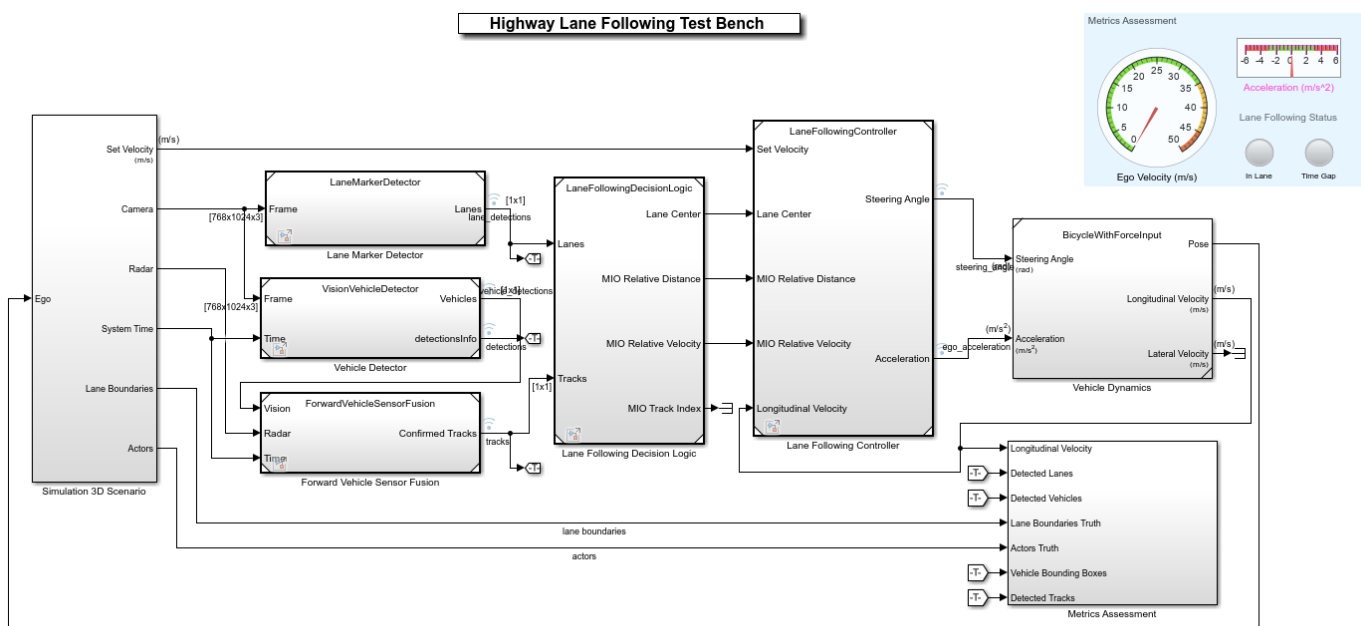 Highway Lane Following Test Bench
Metrics Assessment
0
5
10
15
20
25
30
35
40
45
50
Ego Velocity (m/s)
-6 -4 -2 0 2 4 6
Acceleration (m/s^2)
Lane Following Status
In Lane
Time Gap
Ego
Set Velocity
(m/s)
Camera
Radar
System Time
Lane Boundaries
Actors
Simulation 3D Scenario
(m/s)
[768x1024x3]
[768x1024x3]
LaneMarkerDetector
Frame
Lanes
Lane Marker Detector
[1x1]
lane_detections
-T-
VisionVehicleDetector
Frame
Vehicles
Time
detectionsInfo
Vehicle Detector
[1x1]
vehicle_detections
detections
-T-
ForwardVehicleSensorFusion
Vision
Radar
Confirmed Tracks
Time
Forward Vehicle Sensor Fusion
[1x1]
tracks
-T-
LaneFollowingDecisionLogic
Lane Center
Lanes
MIO Relative Distance
MIO Relative Velocity
Tracks
MIO Track Index
Lane Following Decision Logic
LaneFollowingController
Set Velocity
Steering Angle
Lane Center
MIO Relative Distance
MIO Relative Velocity
Acceleration
Longitudinal Velocity
Lane Following Controller
steering_angle
(rad)
(m/s²)
ego_acceleration
BicycleWithForceInput
Pose
Steering Angle
(rad)
Longitudinal Velocity
(m/s)
Acceleration
(m/s²)
Lateral Velocity
(m/s)
Vehicle Dynamics
(m/s)
(m/s)
Longitudinal Velocity
-T- Detected Lanes
-T- Detected Vehicles
Lane Boundaries Truth
Actors Truth
-T- Vehicle Bounding Boxes
-T- Detected Tracks
Metrics Assessment
lane boundaries
actors